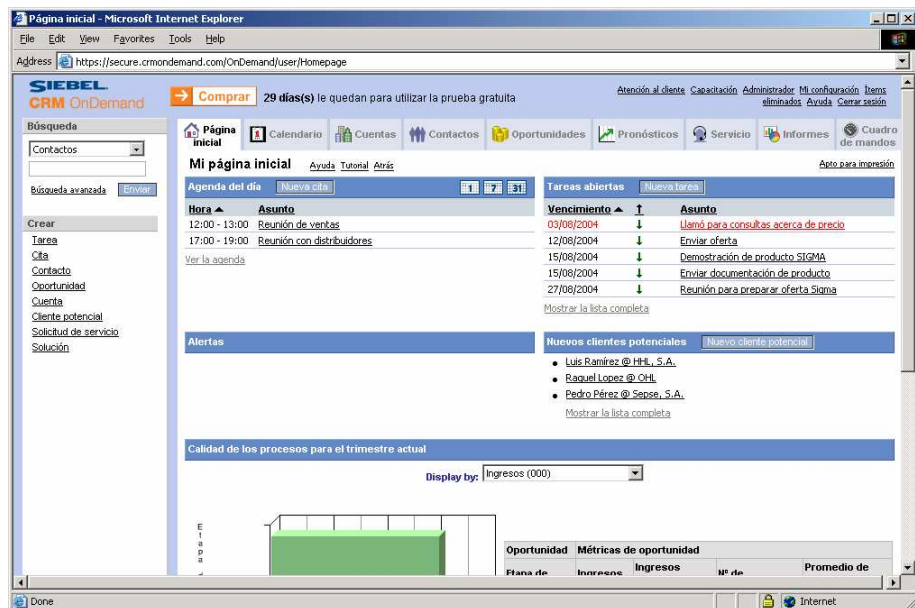 Página inicial - Microsoft Internet Explorer
File Edit View Favorites Tools Help
Address https://secure.crmondemand.com/OnDemand/user/Homepage
SIEBEL.
CRM OnDemand
Comprar 29 días(s) le quedan para utilizar la prueba gratuita
Atención al cliente Capacitación Administrador Mi configuración Ítems
eliminados Ayuda Cerrar sesión
Búsqueda
Contactos
Búsqueda avanzada Enviar
Crear
Tarea
Cita
Contacto
Oportunidad
Cuenta
Cliente potencial
Solicitud de servicio
Solución
Página inicial Calendario Cuentas Contactos Oportunidades Pronósticos Servicio Informes Cuadro de mandos
Mi página inicial Ayuda Tutorial Atrás Apto para impresión
Agenda del día Nueva cita 1 7 31
Hora Asunto
12:00 - 13:00 Reunión de ventas
17:00 - 19:00 Reunión con distribuidores
Ver la agenda
Tareas abiertas Nueva tarea
Vencimiento Asunto
03/08/2004 Llamó para consultas acerca de precio
12/08/2004 Enviar oferta
15/08/2004 Demostración de producto SIGMA
15/08/2004 Enviar documentación de producto
27/08/2004 Reunión para preparar oferta Sigma
Mostrar la lista completa
Alertas
Nuevos clientes potenciales Nuevo cliente potencial
Luis Ramírez @ HHL, S.A.
Raquel Lopez @ OHL
Pedro Pérez @ Sepse, S.A.
Mostrar la lista completa
Calidad de los procesos para el trimestre actual
Display by: Ingresos (000)
Etapa
Oportunidad Métricas de oportunidad
Etapa de Ingresos Ingresos Nº de Promedio de
Done Internet